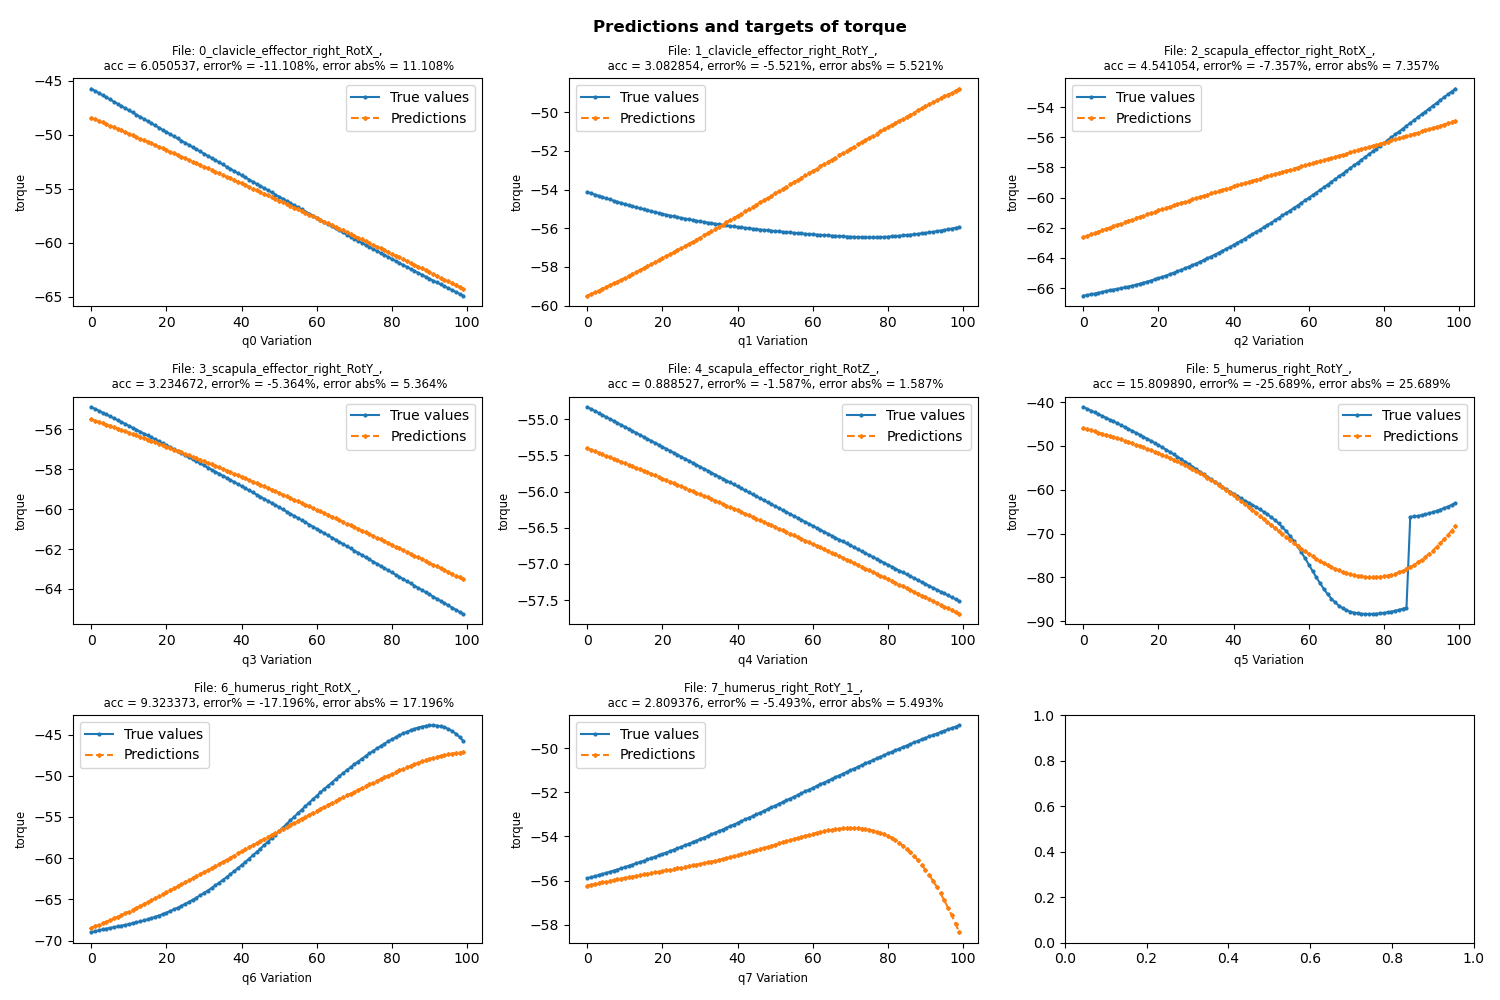 Predictions and targets of torque
File: 0_clavicle_effector_right_RotX_,
acc = 6.050537, error% = -11.108%, error abs% = 11.108%
True values
Predictions
torque
−45
−50
−55
−60
−65
0 20 40 60 80 100
q0 Variation
File: 1_clavicle_effector_right_RotY_,
acc = 3.082854, error% = -5.521%, error abs% = 5.521%
True values
Predictions
torque
−50
−52
−54
−56
−58
−60
0 20 40 60 80 100
q1 Variation
File: 2_scapula_effector_right_RotX_,
acc = 4.541054, error% = -7.357%, error abs% = 7.357%
True values
Predictions
torque
−54
−56
−58
−60
−62
−64
−66
0 20 40 60 80 100
q2 Variation
File: 3_scapula_effector_right_RotY_,
acc = 3.234672, error% = -5.364%, error abs% = 5.364%
True values
Predictions
torque
−56
−58
−60
−62
−64
0 20 40 60 80 100
q3 Variation
File: 4_scapula_effector_right_RotZ_,
acc = 0.888527, error% = -1.587%, error abs% = 1.587%
True values
Predictions
torque
−55.0
−55.5
−56.0
−56.5
−57.0
−57.5
0 20 40 60 80 100
q4 Variation
File: 5_humerus_right_RotY_,
acc = 15.809890, error% = -25.689%, error abs% = 25.689%
True values
Predictions
torque
−40
−50
−60
−70
−80
−90
0 20 40 60 80 100
q5 Variation
File: 6_humerus_right_RotX_,
acc = 9.323373, error% = -17.196%, error abs% = 17.196%
True values
Predictions
torque
−45
−50
−55
−60
−65
−70
0 20 40 60 80 100
q6 Variation
File: 7_humerus_right_RotY_1_,
acc = 2.809376, error% = -5.493%, error abs% = 5.493%
True values
Predictions
torque
−50
−52
−54
−56
−58
0 20 40 60 80 100
q7 Variation
1.0
0.8
0.6
0.4
0.2
0.0
0.0 0.2 0.4 0.6 0.8 1.0